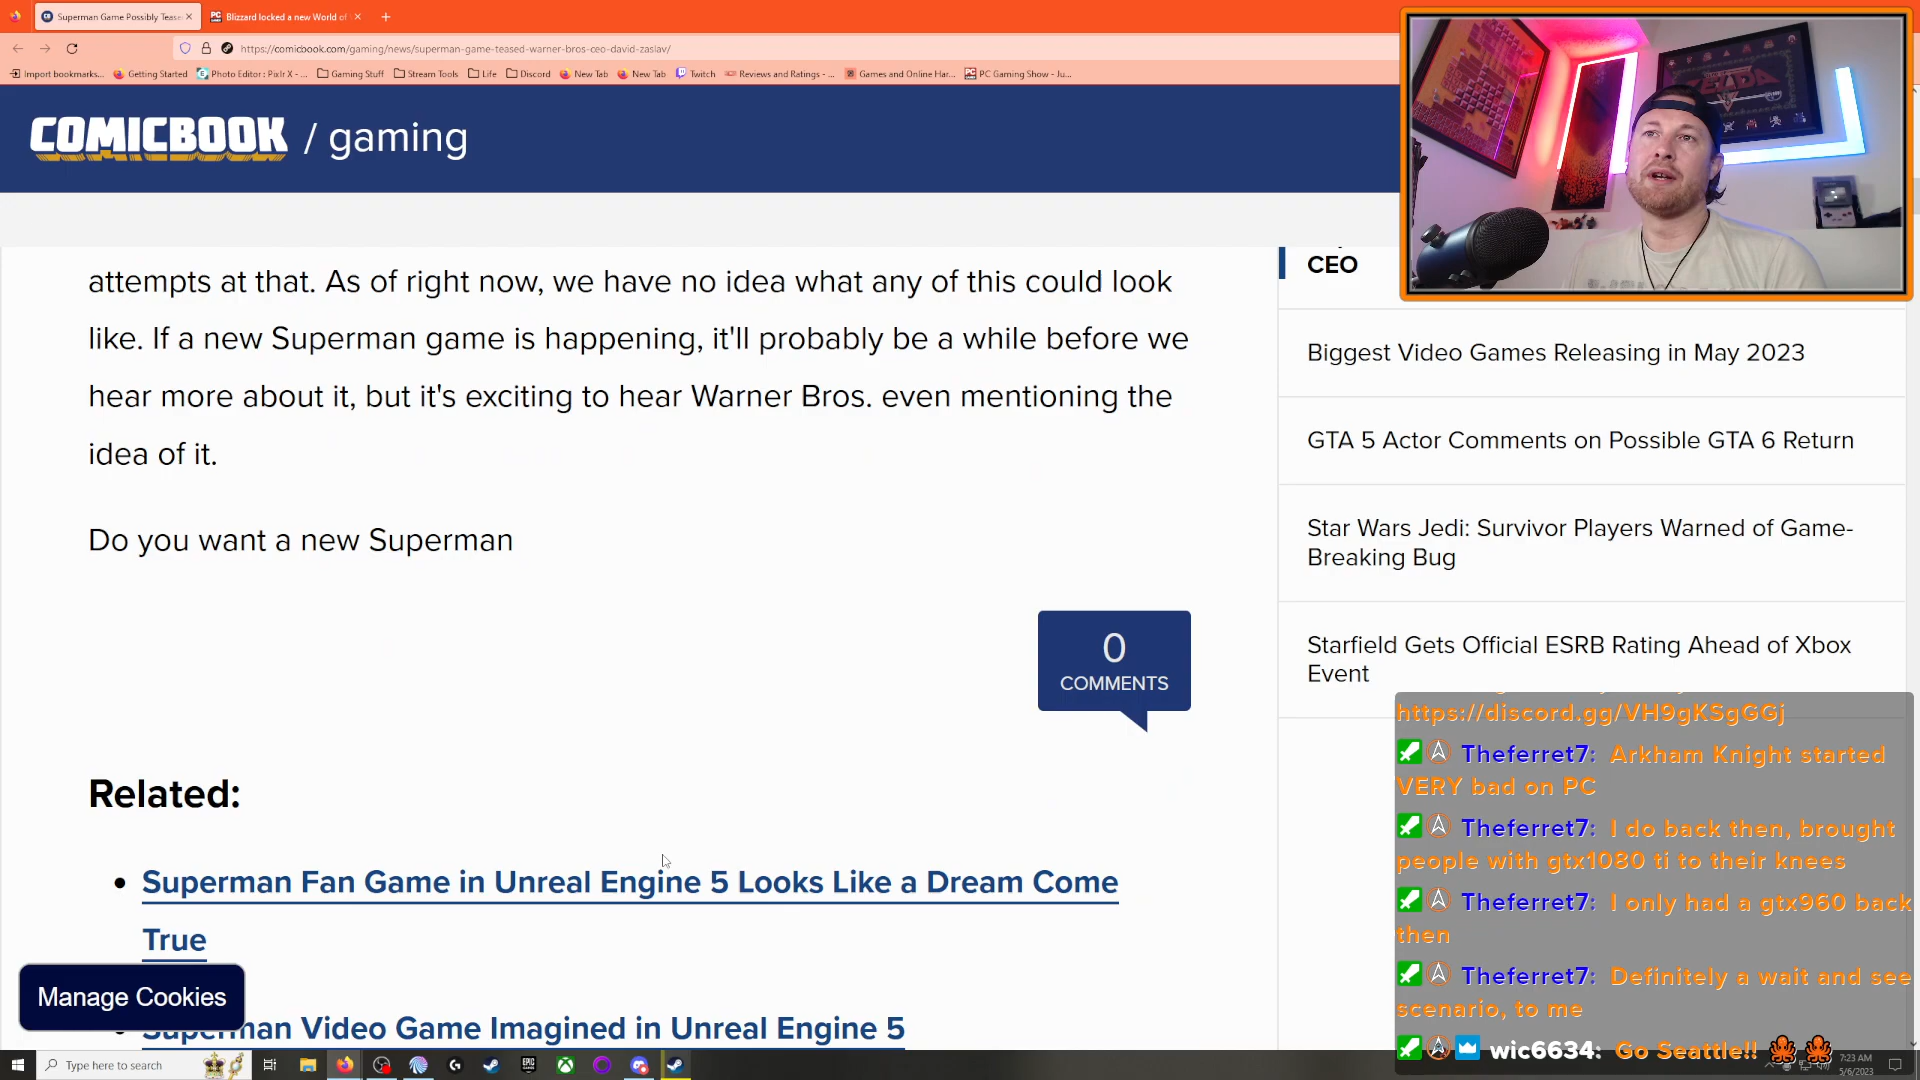 Superman Game Possibly Tease
Blizzard locked a new World of
https://comicbook.com/gaming/news/superman-game-teased-warner-bros-ceo-david-zaslav/
Import bookmarks...
Getting Started
Photo Editor : Pixlr X - ...
Gaming Stuff
Stream Tools
Life
Discord
New Tab
New Tab
Twitch
Reviews and Ratings - ...
Games and Online Har...
PC Gaming Show - Ju...
COMICBOOK / gaming
ZELDA
attempts at that. As of right now, we have no idea what any of this could look
like. If a new Superman game is happening, it'll probably be a while before we
hear more about it, but it's exciting to hear Warner Bros. even mentioning the
idea of it.
Do you want a new Superman
0
COMMENTS
Related:
Superman Fan Game in Unreal Engine 5 Looks Like a Dream Come
True
Superman Video Game Imagined in Unreal Engine 5
Manage Cookies
CEO
Biggest Video Games Releasing in May 2023
GTA 5 Actor Comments on Possible GTA 6 Return
Star Wars Jedi: Survivor Players Warned of Game-
Breaking Bug
Starfield Gets Official ESRB Rating Ahead of Xbox
Event
https://discord.gg/VH9gKSgGGj
Theferret7: Arkham Knight started
VERY bad on PC
Theferret7: I do back then, brought
people with gtx1080 ti to their knees
Theferret7: I only had a gtx960 back
then
Theferret7: Definitely a wait and see
scenario, to me
wic6634: Go Seattle!!
Type here to search
7:23 AM
5/6/2023